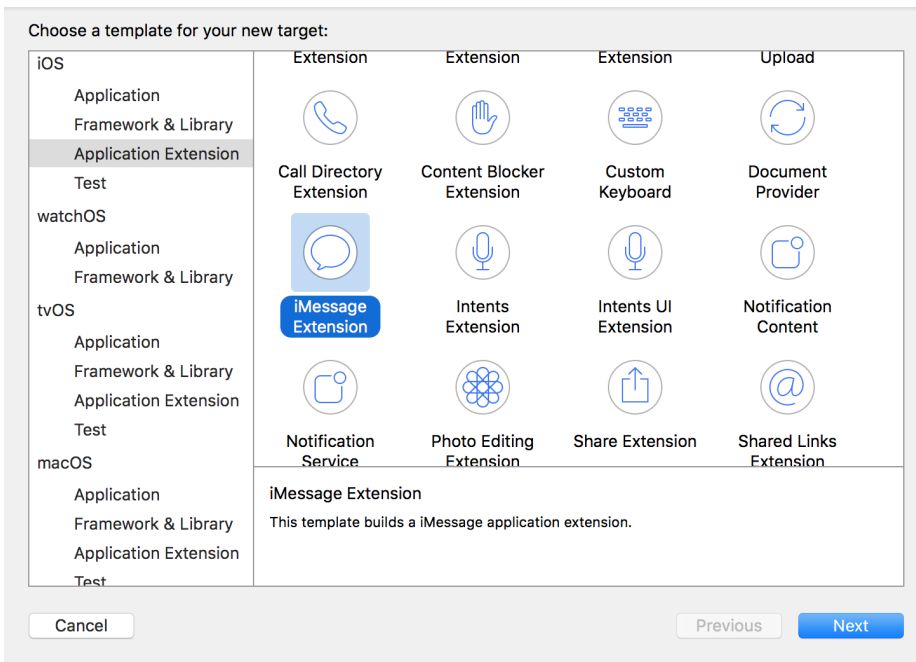 Choose a template for your new target:
iOS
Application
Framework & Library
Application Extension
Test
watchOS
Application
Framework & Library
tvOS
Application
Framework & Library
Application Extension
Test
macOS
Application
Framework & Library
Application Extension
Test
Extension
Extension
Extension
Upload
Call Directory
Extension
Content Blocker
Extension
Custom
Keyboard
Document
Provider
iMessage
Extension
Intents
Extension
Intents UI
Extension
Notification
Content
Notification
Service
Photo Editing
Extension
Share Extension
Shared Links
Extension
iMessage Extension
This template builds a iMessage application extension.
Cancel
Previous
Next